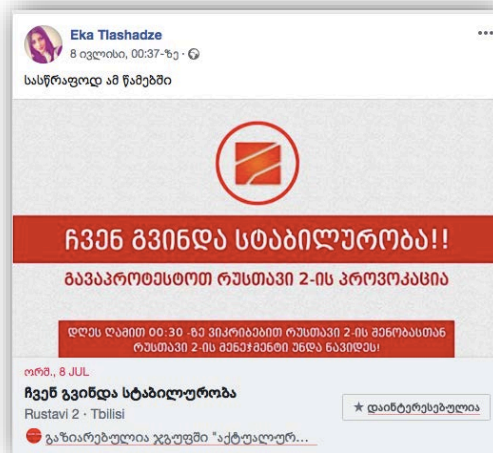 Eka Tlashadze
8 ივლისი, 00:37-ზე ·
სასწრაფოდ ამ წამებში
ჩვენ გვინდა სტაბილურობა!!
გავაპროტესტოთ რუსთავი 2-ის პროვოკაცია
დღეს ღამით 00:30 -ზე ვიკრიბებით რუსთავი 2-ის შენობასთან
რუსთავი 2-ის მენეჯმენტი უნდა წავიდეს!
ორშ., 8 JUL
ჩვენ გვინდა სტაბილურობა
Rustavi 2 · Tbilisi
დაინტერესებულია
გაზიარებულია ჯგუფში "აქტუალურ...